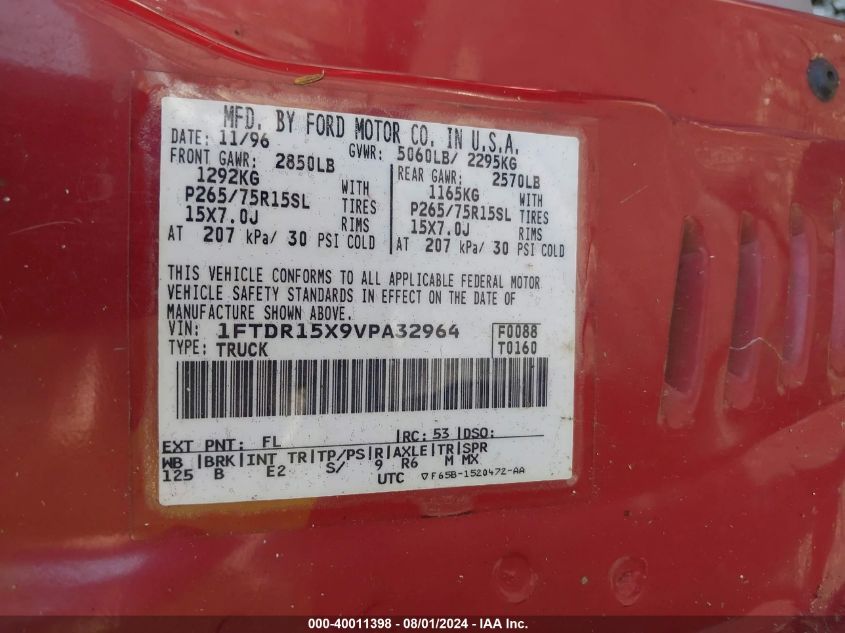 MFD. BY FORD MOTOR CO. IN U.S.A.
DATE: 11/96 GVWR: 5060LB/ 2295KG
FRONT GAWR: 2850LB REAR GAWR: 2570LB
1292KG WITH 1165KG WITH
P265/75R15SL TIRES P265/75R15SL TIRES
15X7.0J RIMS 15X7.0J RIMS
AT 207 kPa/ 30 PSI COLD AT 207 kPa/ 30 PSI COLD
THIS VEHICLE CONFORMS TO ALL APPLICABLE FEDERAL MOTOR
VEHICLE SAFETY STANDARDS IN EFFECT ON THE DATE OF
MANUFACTURE SHOWN ABOVE.
VIN: 1FTDR15X9VPA32964 F0088
TYPE: TRUCK T0160
EXT PNT: FL RC: 53 DSO:
WB BRK INT TR TP/PS R AXLE TR SPR
125 B E2 S/ 9 R6 M MX
UTC ▽F65B-1520472-AA
000-40011398 - 08/01/2024 - IAA Inc.